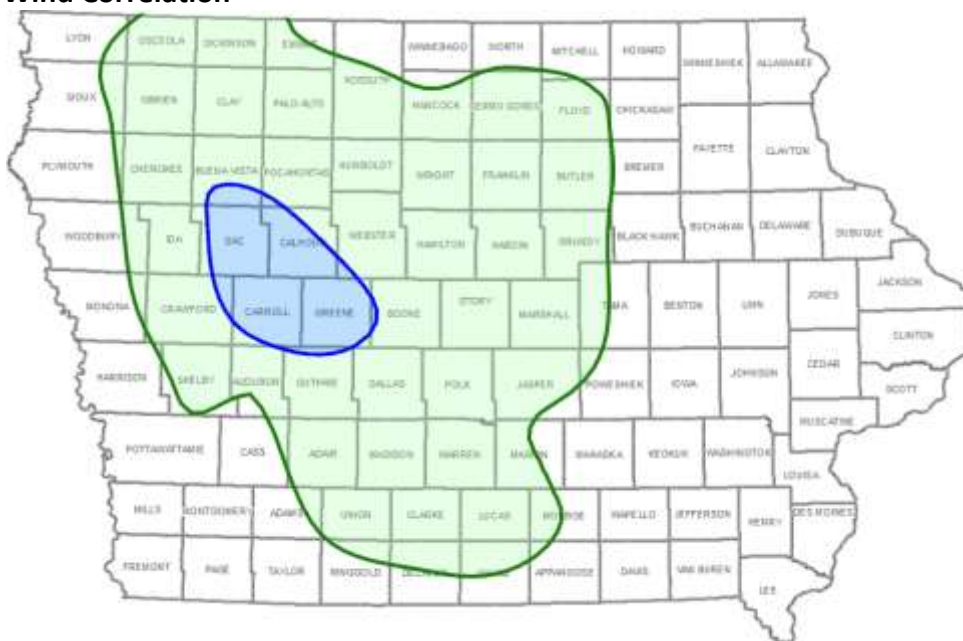 Wind Correlation
LYON OSCEOLA DICKINSON EMMET WINNEBAGO WORTH MITCHELL HOWARD WINNESHIEK ALLAMAKEE
KOSSUTH
SIOUX OBRIEN CLAY PALO ALTO HANCOCK CERRO GORDO FLOYD CHICKASAW
PLYMOUTH CHEROKEE BUENA VISTA POCAHONTAS HUMBOLDT WRIGHT FRANKLIN BUTLER BREMER FAYETTE CLAYTON
WOODBURY IDA SAC CALHOUN WEBSTER HAMILTON HARDIN GRUNDY BLACK HAWK BUCHANAN DELAWARE DUBUQUE
MONONA CRAWFORD CARROLL GREENE BOONE STORY MARSHALL TAMA BENTON LINN JONES JACKSON
CLINTON
HARRISON SHELBY AUDUBON GUTHRIE DALLAS POLK JASPER POWESHIEK IOWA JOHNSON CEDAR SCOTT
MUSCATINE
POTTAWATTAMIE CASS ADAIR MADISON WARREN MARION MAHASKA KEOKUK WASHINGTON LOUISA
MILLS MONTGOMERY ADAMS UNION CLARKE LUCAS MONROE WAPELLO JEFFERSON HENRY DES MOINES
FREMONT PAGE TAYLOR RINGGOLD APPANOOSE DAVIS VAN BUREN LEE